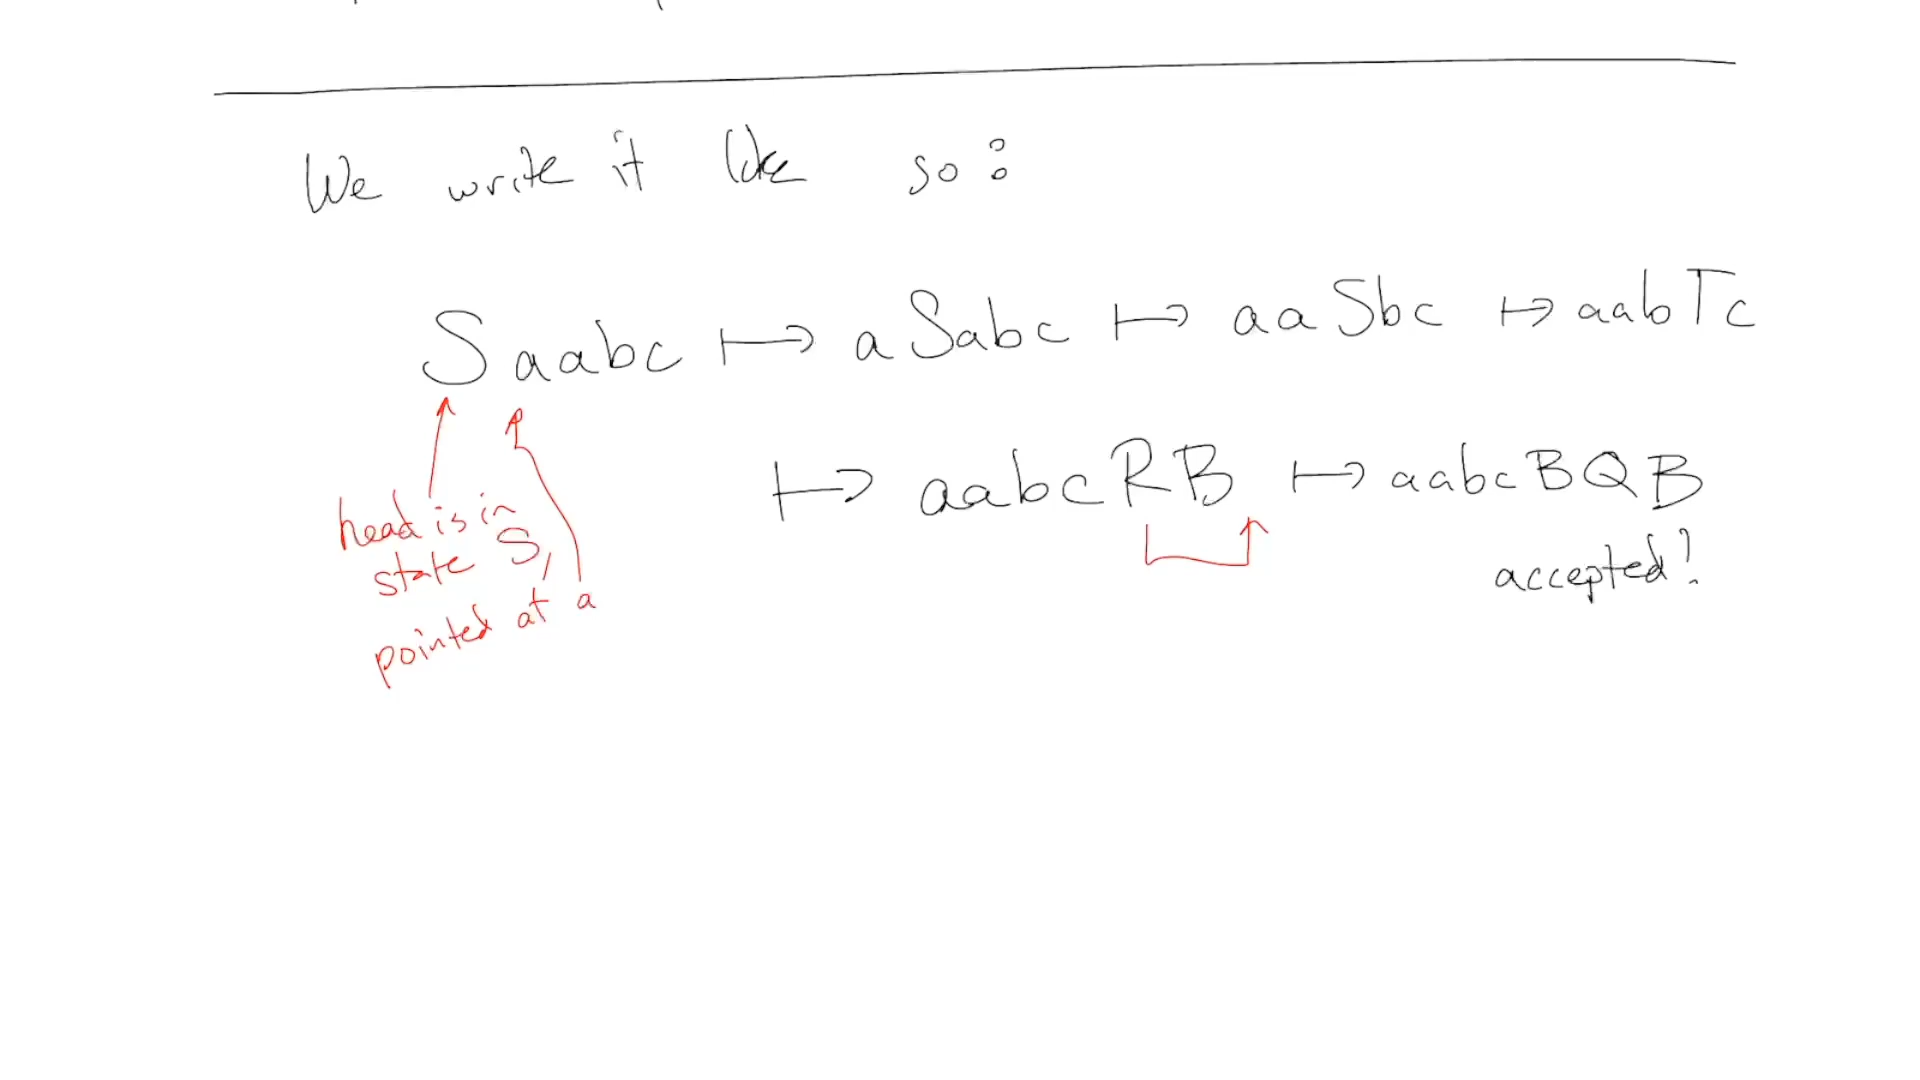 We write it like so:
Saabc ↦ aSabc ↦ aaSbc ↦ aabTc
↦ aabcRB ↦ aabcBQB
accepted!
head is in
state S,
pointed at a